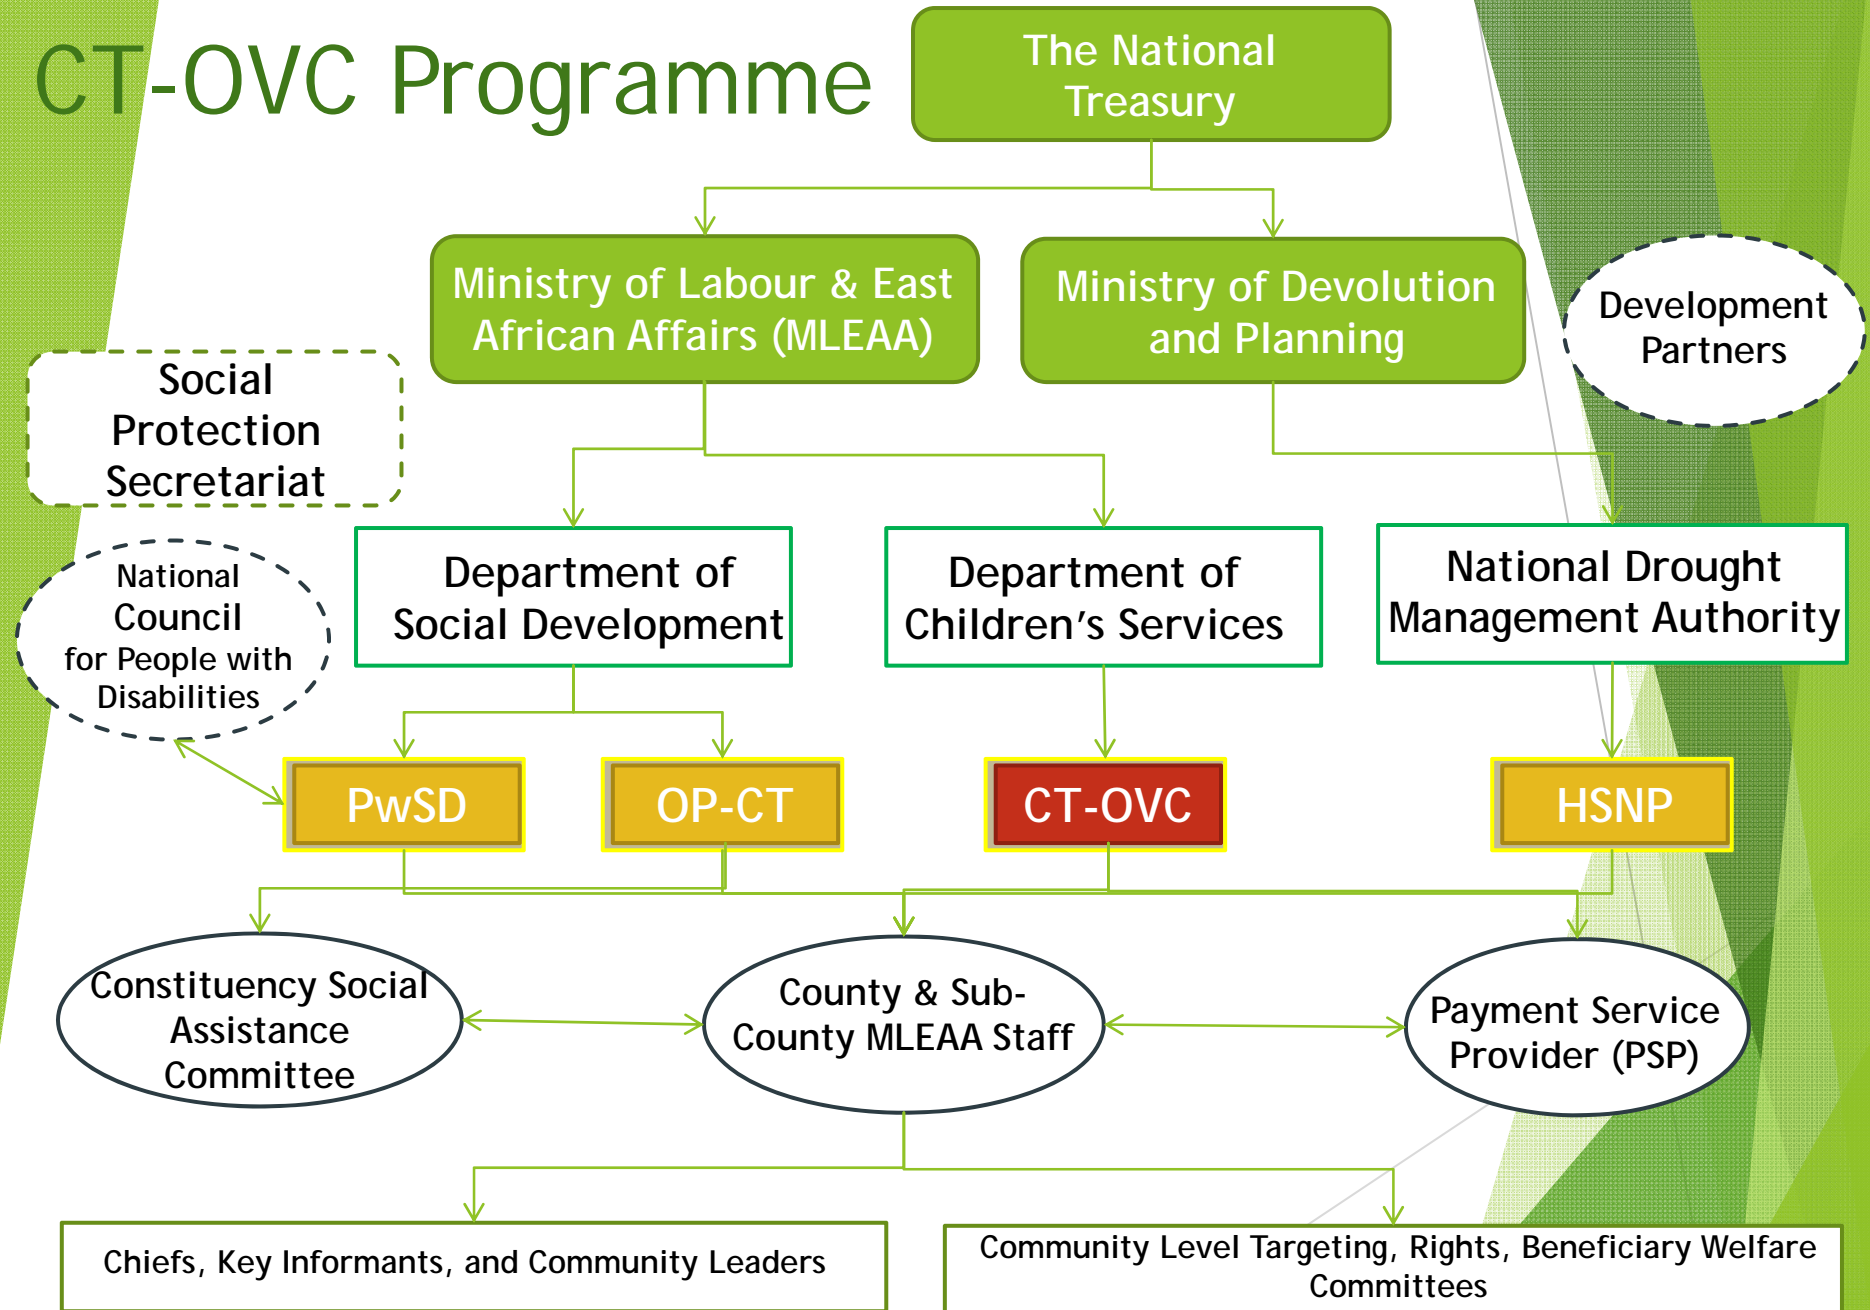 CT-OVC Programme
The National
Treasury
Ministry of Labour & East
African Affairs (MLEAA)
Ministry of Devolution
and Planning
Development
Partners
Social
Protection
Secretariat
National
Council
for People with
Disabilities
Department of
Social Development
Department of
Children's Services
National Drought
Management Authority
PwSD
OP-CT
CT-OVC
HSNP
Constituency Social
Assistance
Committee
County & Sub-
County MLEAA Staff
Payment Service
Provider (PSP)
Chiefs, Key Informants, and Community Leaders
Community Level Targeting, Rights, Beneficiary Welfare
Committees